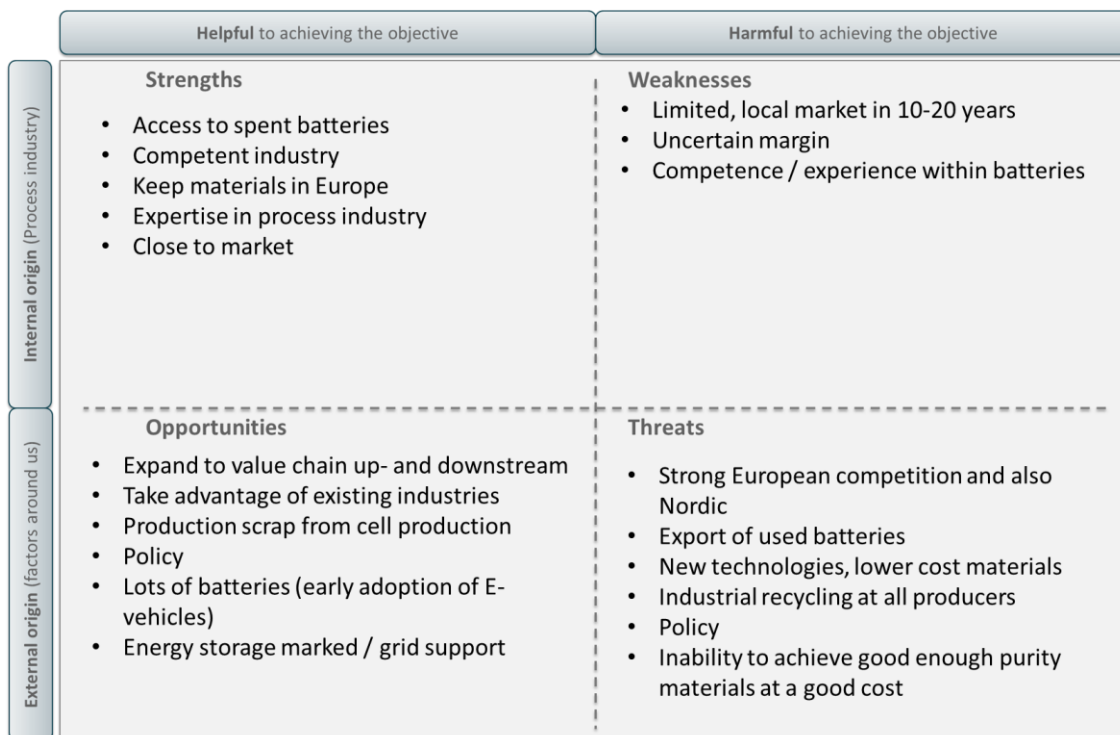 Helpful to achieving the objective
Harmful to achieving the objective
Internal origin (Process industry)
Strengths
• Access to spent batteries
• Competent industry
• Keep materials in Europe
• Expertise in process industry
• Close to market
Weaknesses
• Limited, local market in 10-20 years
• Uncertain margin
• Competence / experience within batteries
External origin (factors around us)
Opportunities
• Expand to value chain up- and downstream
• Take advantage of existing industries
• Production scrap from cell production
• Policy
• Lots of batteries (early adoption of E-
vehicles)
• Energy storage marked / grid support
Threats
• Strong European competition and also
Nordic
• Export of used batteries
• New technologies, lower cost materials
• Industrial recycling at all producers
• Policy
• Inability to achieve good enough purity
materials at a good cost